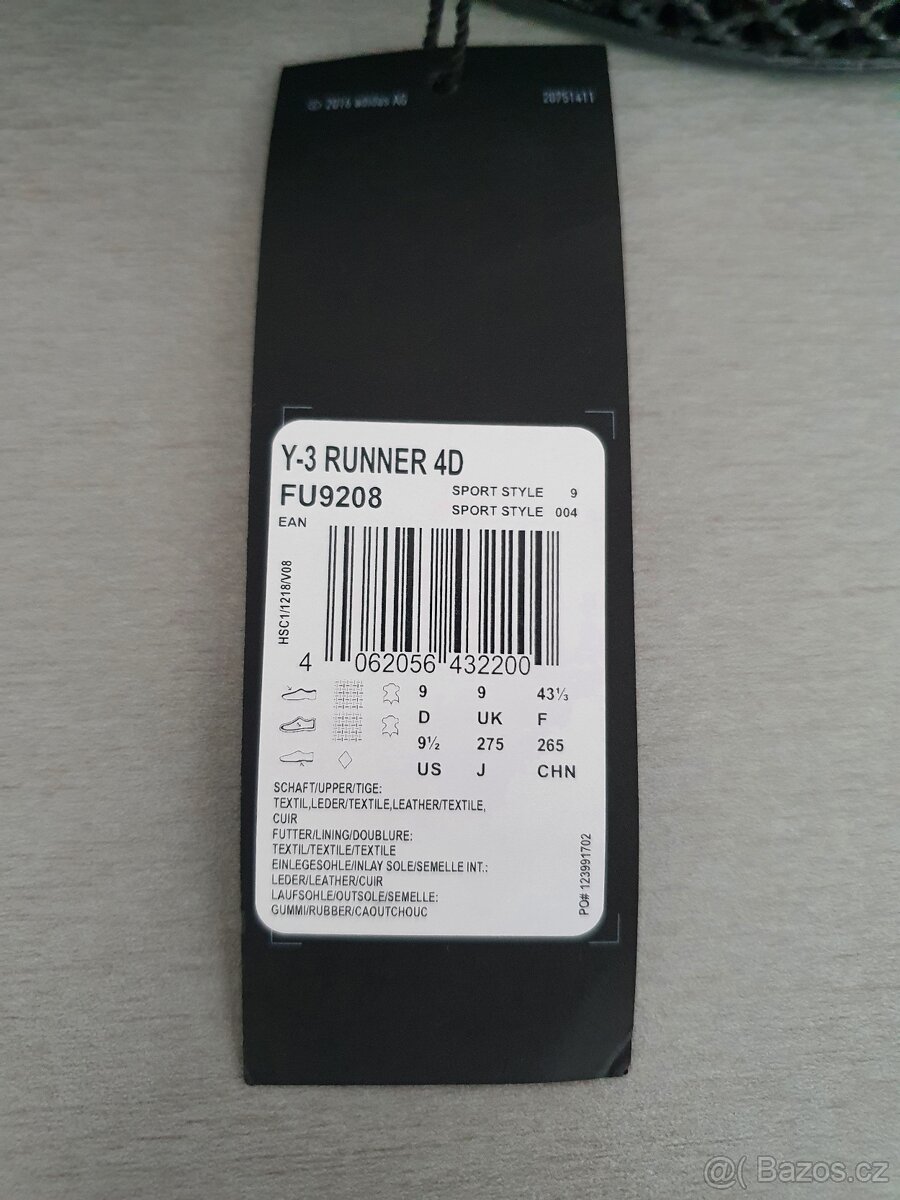 © 2016 adidas AG 20751411
Y-3 RUNNER 4D
FU9208 SPORT STYLE 9
SPORT STYLE 004
EAN
HSC1/1218/V08
4 062056 432200
9 9 43⅓
D UK F
9½ 275 265
US J CHN
SCHAFT/UPPER/TIGE:
TEXTIL,LEDER/TEXTILE,LEATHER/TEXTILE,
CUIR
FUTTER/LINING/DOUBLURE:
TEXTIL/TEXTILE/TEXTILE
EINLEGESOHLE/INLAY SOLE/SEMELLE INT.:
LEDER/LEATHER/CUIR
LAUFSOHLE/OUTSOLE/SEMELLE:
GUMMI/RUBBER/CAOUTCHOUC
PO# 123991702
@( Bazos.cz